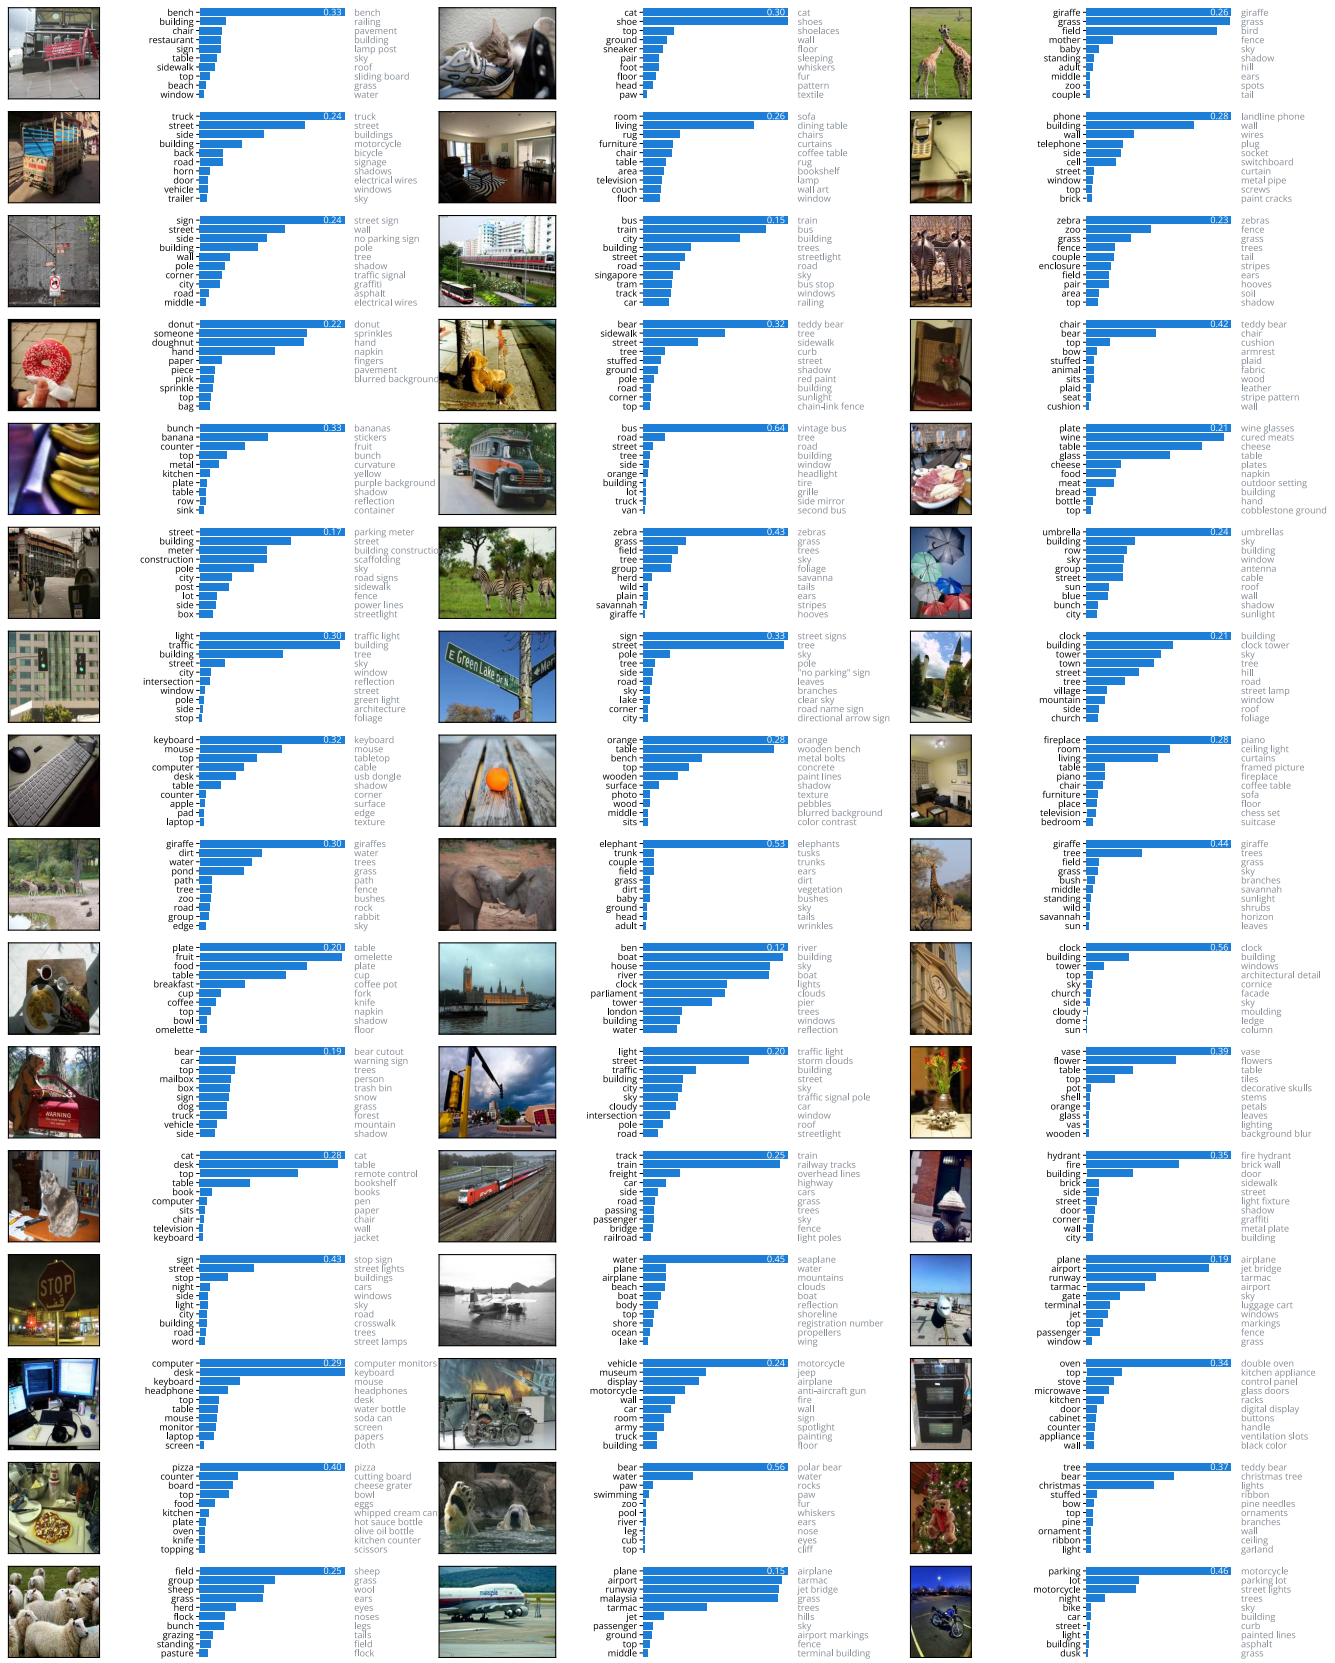 bench 0.33 bench
building railing
chair pavement
restaurant building
sign lamp post
table sky
sidewalk roof
top sliding board
beach grass
window water
cat 0.30 cat
shoe shoes
top shoelaces
ground wall
sneaker floor
pair sleeping
foot whiskers
floor fur
head pattern
paw textile
giraffe 0.26 giraffe
grass grass
field bird
mother fence
baby sky
standing shadow
adult hill
middle ears
zoo spots
couple tail
truck 0.24 truck
street street
side buildings
building motorcycle
back bicycle
road signage
horn shadows
door electrical wires
vehicle windows
trailer sky
room 0.26 sofa
living dining table
rug chairs
furniture curtains
chair coffee table
table rug
area bookshelf
television lamp
couch wall art
floor window
phone 0.28 landline phone
building wall
wall wires
telephone plug
side socket
cell switchboard
street curtain
window metal pipe
top screws
brick paint cracks
sign 0.24 street sign
street wall
side no parking sign
building pole
wall tree
pole shadow
corner traffic signal
city graffiti
road asphalt
middle electrical wires
bus 0.15 train
train bus
city building
building trees
street streetlight
road road
singapore sky
tram bus stop
track windows
car railing
zebra 0.23 zebras
zoo fence
grass grass
fence trees
couple tail
enclosure stripes
field ears
pair hooves
area soil
top shadow
donut 0.22 donut
someone sprinkles
doughnut hand
hand napkin
paper fingers
piece pavement
pink blurred background
sprinkle
top
bag
bear 0.32 teddy bear
sidewalk tree
street sidewalk
tree curb
stuffed street
ground shadow
pole red paint
road building
corner sunlight
top chain-link fence
chair 0.42 teddy bear
bear chair
top cushion
bow armrest
stuffed plaid
animal fabric
sits wood
plaid leather
seat stripe pattern
cushion wall
bunch 0.33 bananas
banana stickers
counter fruit
top bunch
metal curvature
kitchen yellow
plate purple background
table shadow
row reflection
sink container
bus 0.64 vintage bus
road tree
street road
tree building
side window
orange headlight
building tire
lot grille
truck side mirror
van second bus
plate 0.21 wine glasses
wine cured meats
table cheese
glass table
cheese plates
food napkin
meat outdoor setting
bread building
bottle hand
top cobblestone ground
street 0.17 parking meter
building street
meter building construction
construction scaffolding
pole sky
city road signs
post sidewalk
lot fence
side power lines
box streetlight
zebra 0.43 zebras
grass grass
field trees
tree sky
group foliage
herd savanna
wild tails
plain ears
savannah stripes
giraffe hooves
umbrella 0.24 umbrellas
building sky
row building
sky window
group antenna
street cable
sun roof
blue wall
bunch shadow
city sunlight
light 0.30 traffic light
traffic building
building tree
street sky
city window
intersection reflection
window street
pole green light
side architecture
stop foliage
E Green Lake Dr N
sign 0.33 street signs
street tree
pole sky
tree pole
side "no parking" sign
road leaves
sky branches
lake clear sky
corner road name sign
city directional arrow sign
clock 0.21 building
building clock tower
tower sky
town tree
street hill
tree road
village street lamp
mountain window
side roof
church foliage
keyboard 0.32 keyboard
mouse mouse
top tabletop
computer cable
desk usb dongle
table shadow
counter corner
apple surface
pad edge
laptop texture
orange 0.28 orange
table wooden bench
bench metal bolts
top concrete
wooden paint lines
surface shadow
photo texture
wood pebbles
middle blurred background
sits color contrast
fireplace 0.28 piano
room ceiling light
living curtains
table framed picture
piano fireplace
chair coffee table
furniture sofa
place floor
television chess set
bedroom suitcase
giraffe 0.30 giraffes
dirt water
water trees
pond grass
path path
tree fence
zoo bushes
road rock
group rabbit
edge sky
elephant 0.53 elephants
trunk tusks
couple trunks
field ears
grass dirt
dirt vegetation
baby bushes
ground sky
head tails
adult wrinkles
giraffe 0.44 giraffe
tree trees
field grass
grass sky
bush branches
middle savannah
standing sunlight
wild shrubs
savannah horizon
sun leaves
plate 0.20 table
fruit omelette
food plate
table cup
breakfast coffee pot
cup fork
coffee knife
top napkin
bowl shadow
omelette floor
ben 0.12 river
boat building
house sky
river boat
clock lights
parliament clouds
tower pier
london trees
building windows
water reflection
clock 0.56 clock
building building
tower windows
top architectural detail
sky cornice
church facade
side sky
cloudy moulding
dome ledge
sun column
WARNING
bear 0.19 bear cutout
car warning sign
top trees
mailbox person
box trash bin
sign snow
dog grass
truck forest
vehicle mountain
side shadow
light 0.20 traffic light
street storm clouds
traffic building
building street
city sky
sky traffic signal pole
cloudy car
intersection window
pole roof
road streetlight
vase 0.39 vase
flower flowers
table table
top tiles
pot decorative skulls
shell stems
orange petals
glass leaves
vas lighting
wooden background blur
cat 0.28 cat
desk table
top remote control
table bookshelf
book books
computer pen
sits paper
chair chair
television wall
keyboard jacket
track 0.25 train
train railway tracks
freight overhead lines
car highway
side cars
road grass
passing trees
passenger sky
bridge fence
railroad light poles
hydrant 0.35 fire hydrant
fire brick wall
building door
brick sidewalk
side street
street light fixture
door shadow
corner graffiti
wall metal plate
city building
STOP
sign 0.43 stop sign
street street lights
stop buildings
night cars
side windows
light sky
city road
building crosswalk
road trees
word street lamps
water 0.45 seaplane
plane water
airplane mountains
beach clouds
boat boat
body reflection
top shoreline
shore registration number
ocean propellers
lake wing
plane 0.19 airplane
airport jet bridge
runway tarmac
tarmac airport
gate sky
terminal luggage cart
jet windows
top markings
passenger fence
window grass
computer 0.29 computer monitors
desk keyboard
keyboard mouse
headphone headphones
top desk
table water bottle
mouse soda can
monitor screen
laptop papers
screen cloth
vehicle 0.24 motorcycle
museum jeep
display airplane
motorcycle anti-aircraft gun
wall fire
car wall
room sign
army spotlight
truck painting
building floor
oven 0.34 double oven
top kitchen appliance
stove control panel
microwave glass doors
kitchen racks
door digital display
cabinet buttons
counter handle
appliance ventilation slots
wall black color
pizza 0.40 pizza
counter cutting board
board cheese grater
top bowl
food eggs
kitchen whipped cream can
plate hot sauce bottle
oven olive oil bottle
knife kitchen counter
topping scissors
bear 0.56 polar bear
water water
paw rocks
swimming paw
zoo fur
pool whiskers
river ears
leg nose
cub eyes
top cliff
tree 0.37 teddy bear
bear christmas tree
christmas lights
stuffed ribbon
bow pine needles
top ornaments
pine branches
ornament wall
ribbon ceiling
light garland
field 0.25 sheep
group grass
sheep wool
grass ears
herd eyes
flock noses
bunch legs
grazing tails
standing field
pasture flock
plane 0.15 airplane
airport tarmac
runway jet bridge
malaysia grass
tarmac trees
jet hills
passenger sky
ground airport markings
top fence
middle terminal building
parking 0.46 motorcycle
lot parking lot
motorcycle street lights
night trees
bike sky
car building
street curb
light painted lines
building asphalt
dusk grass